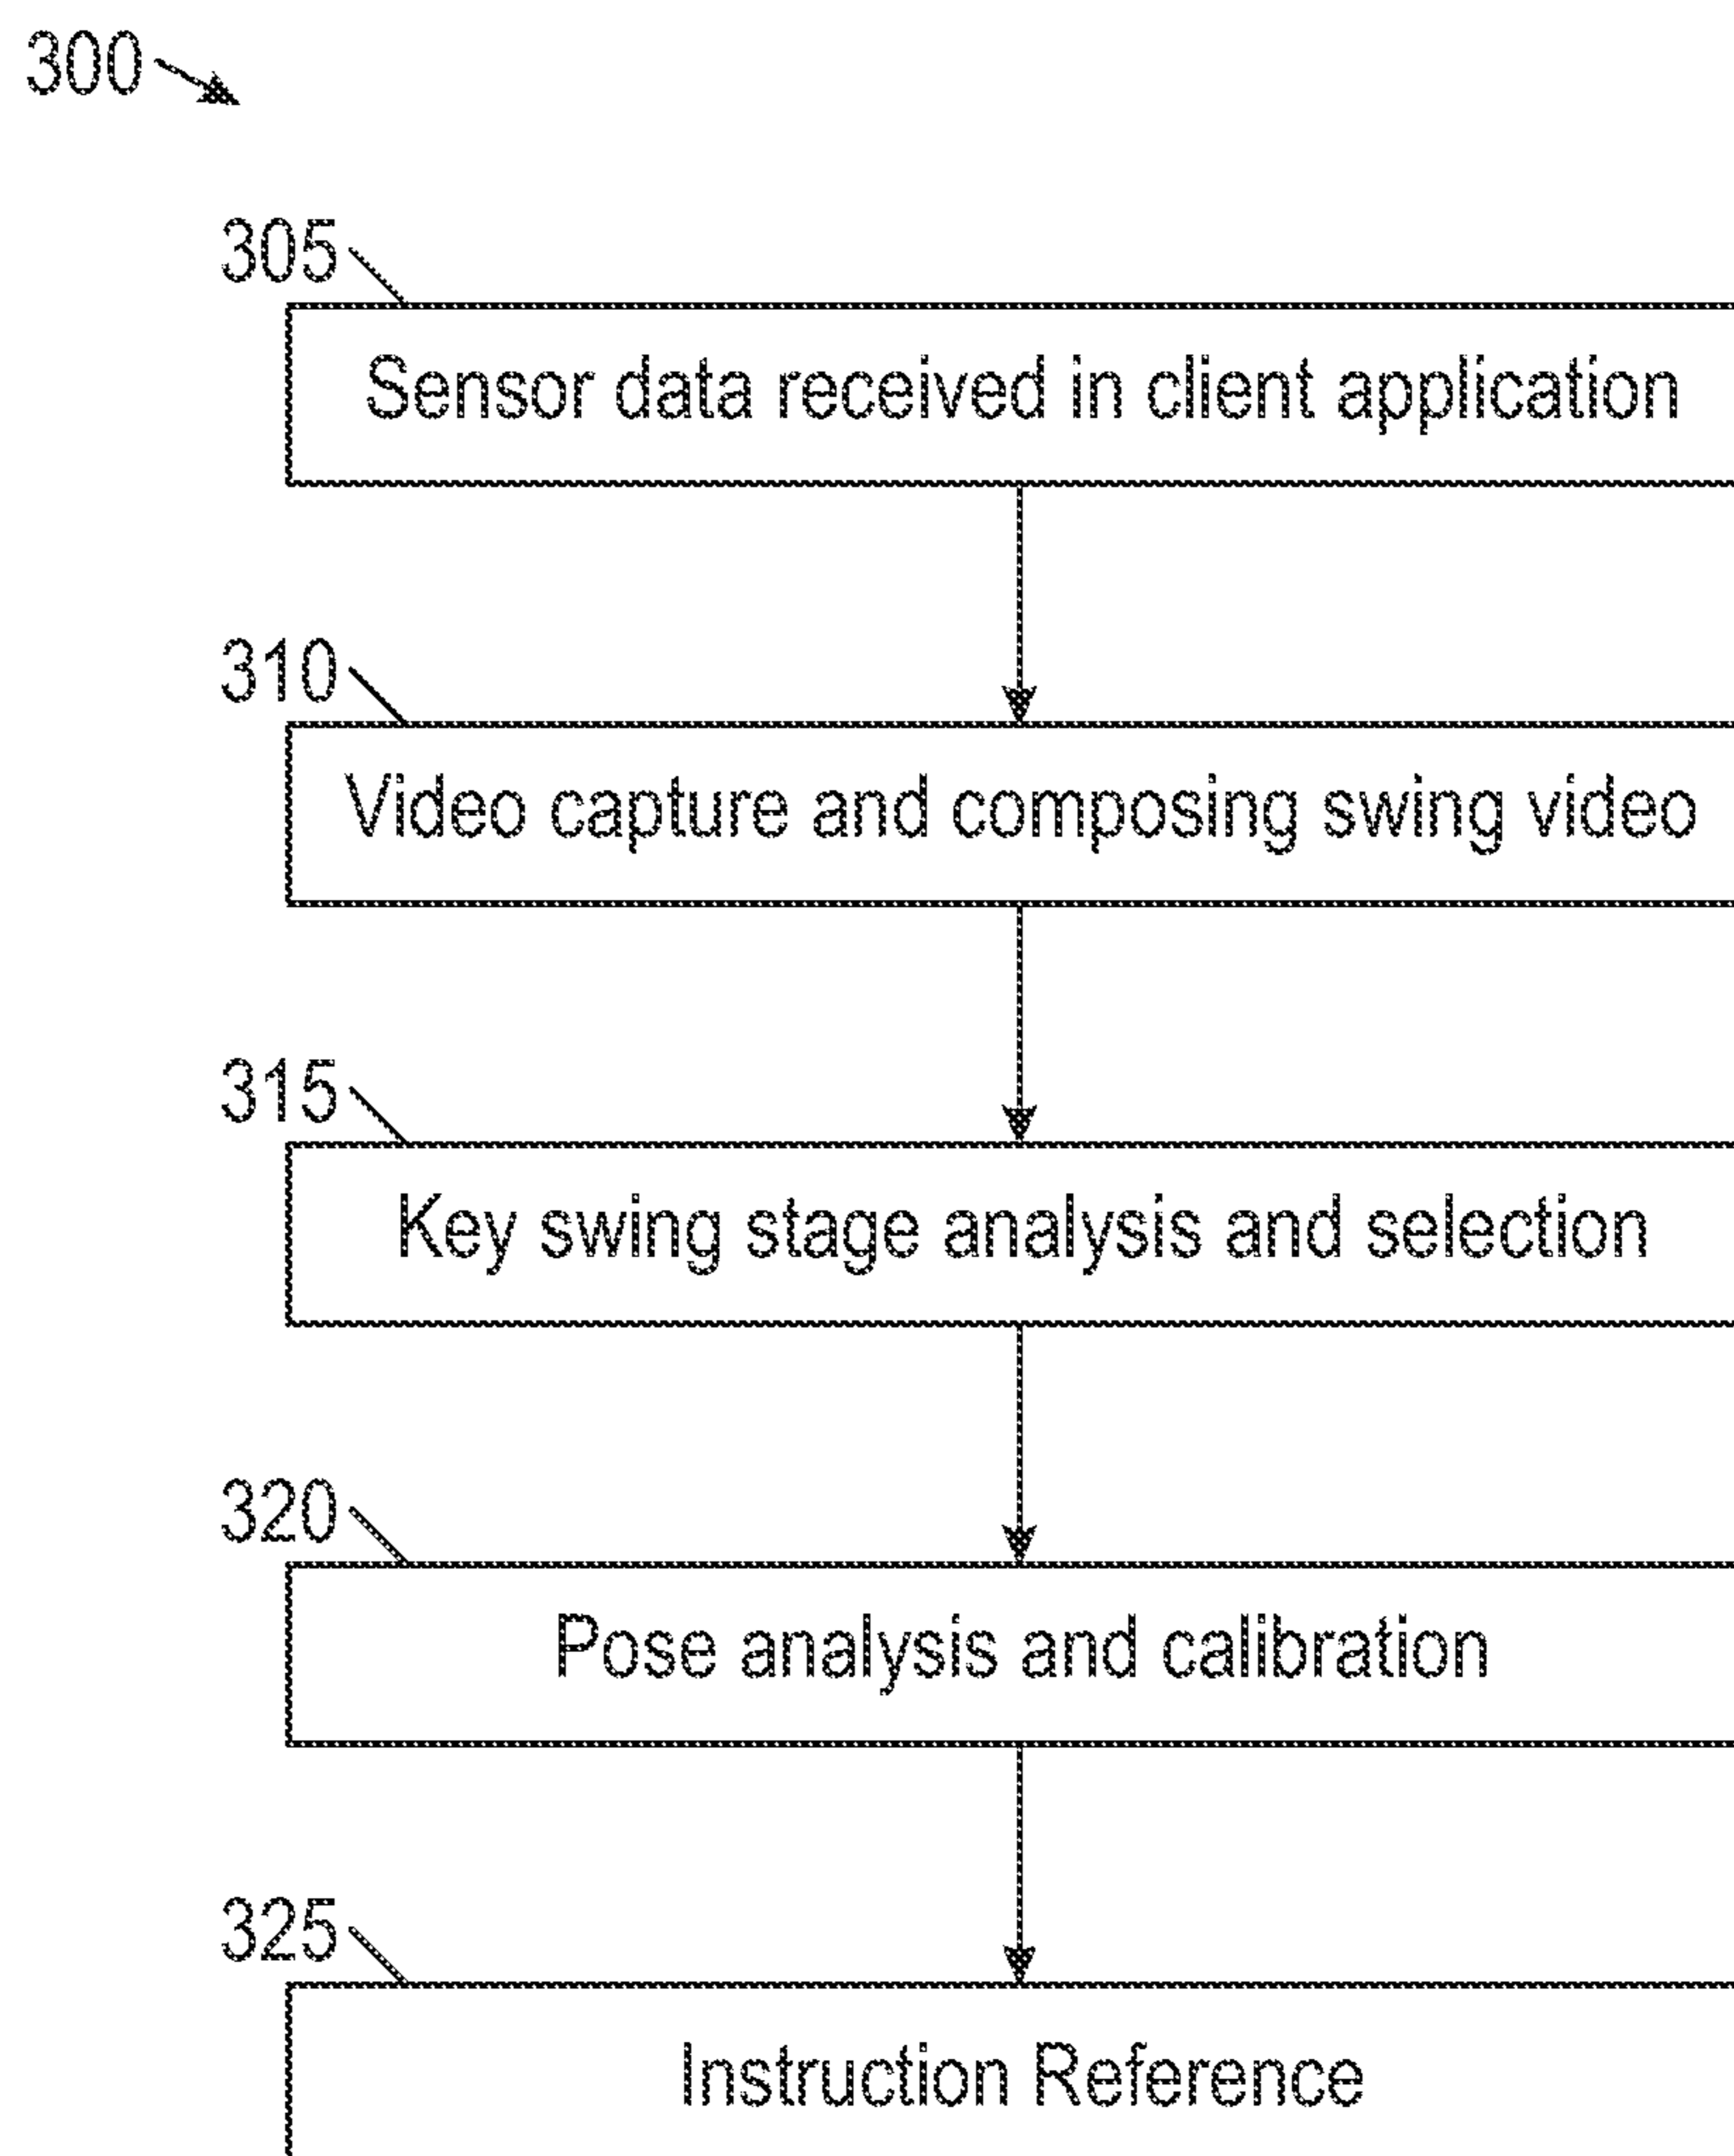 300
305
Sensor data received in client application
310
Video capture and composing swing video
315
Key swing stage analysis and selection
320
Pose analysis and calibration
325
Instruction Reference